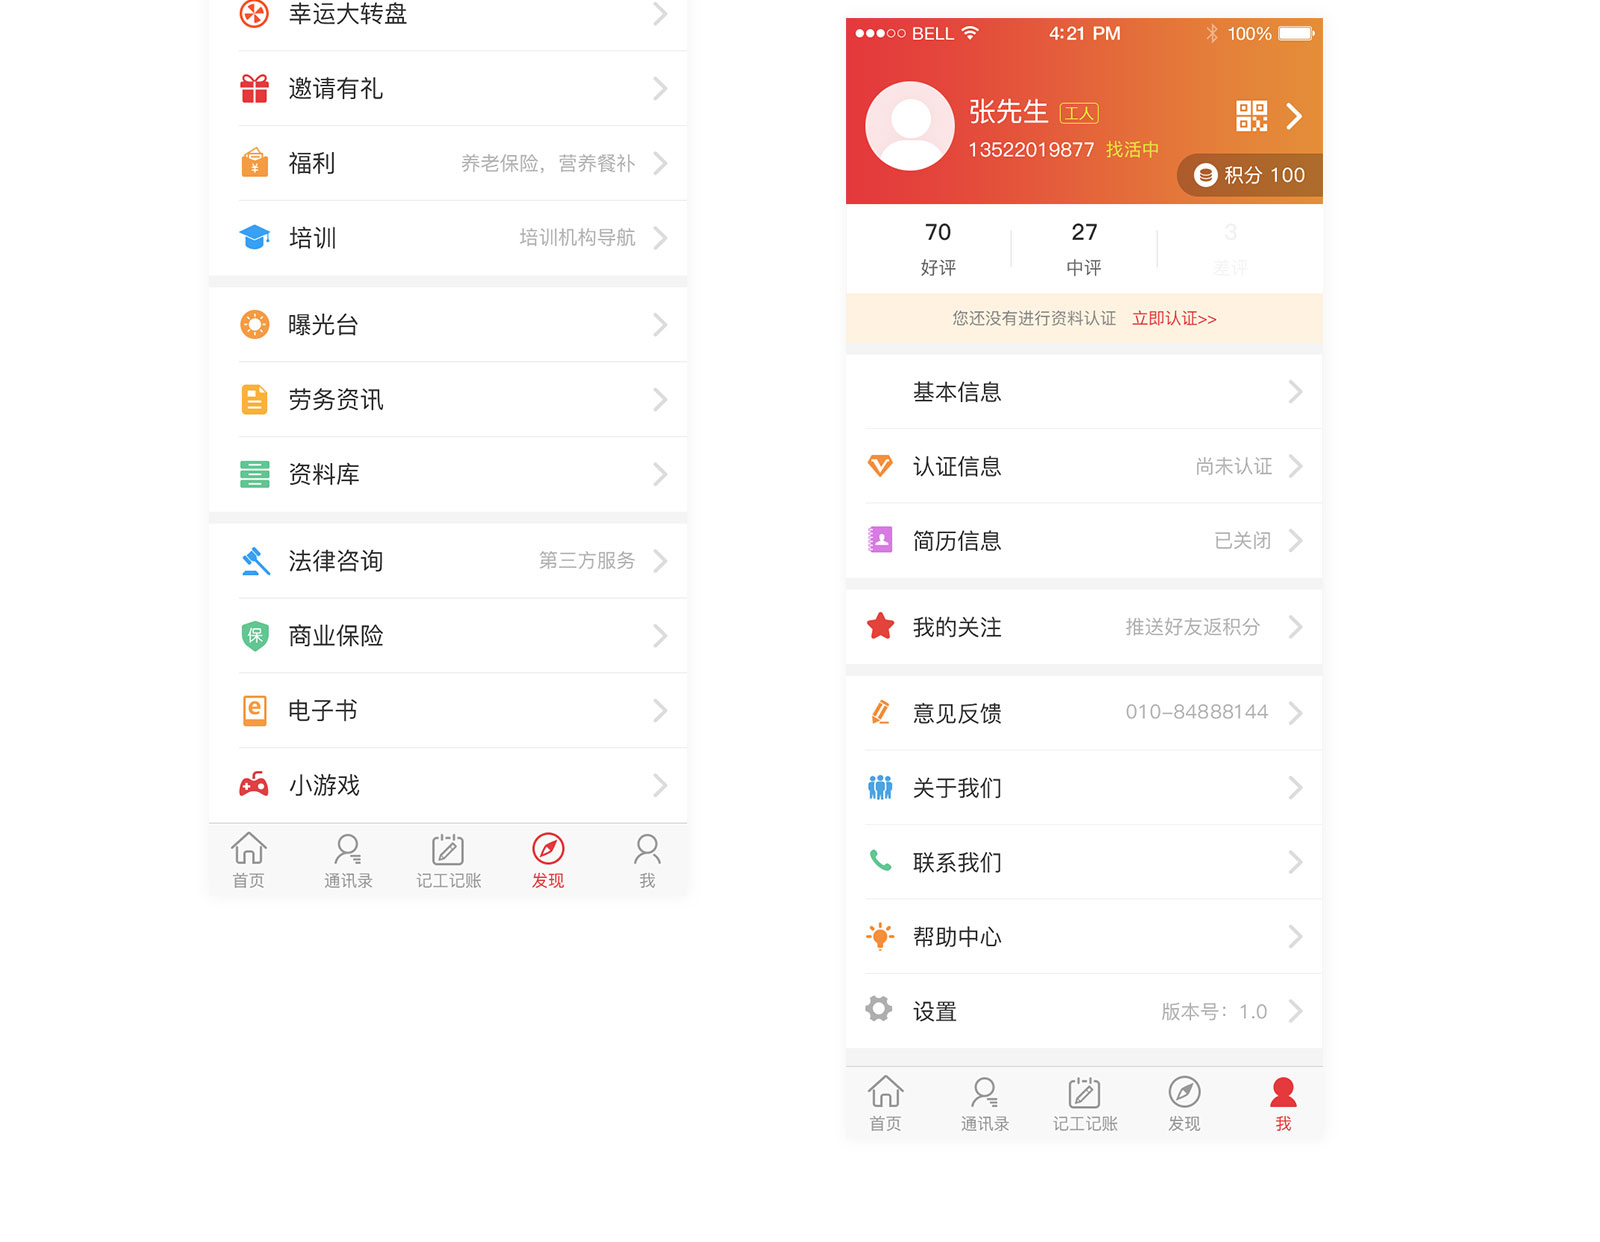 幸运大转盘
邀请有礼
福利 养老保险，营养餐补
培训 培训机构导航
曝光台
劳务资讯
资料库
法律咨询 第三方服务
保 商业保险
e 电子书
小游戏
首页 通讯录 记工记账 发现 我
BELL 4:21 PM 100%
张先生 工人
13522019877 找活中
积分 100
70 27 3
好评 中评 差评
您还没有进行资料认证 立即认证>>
基本信息
认证信息 尚未认证
简历信息 已关闭
我的关注 推送好友返积分
意见反馈 010-84888144
关于我们
联系我们
帮助中心
设置 版本号：1.0
首页 通讯录 记工记账 发现 我